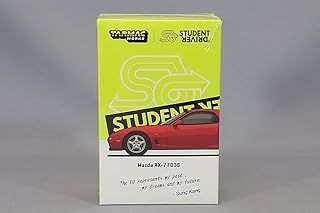 TARMAC
WORKS
STUDENT
DRIVER
STUDENT
Mazda RX-7 FD3S
The FD represents my past,
my dreams and my future
- Sung Kang